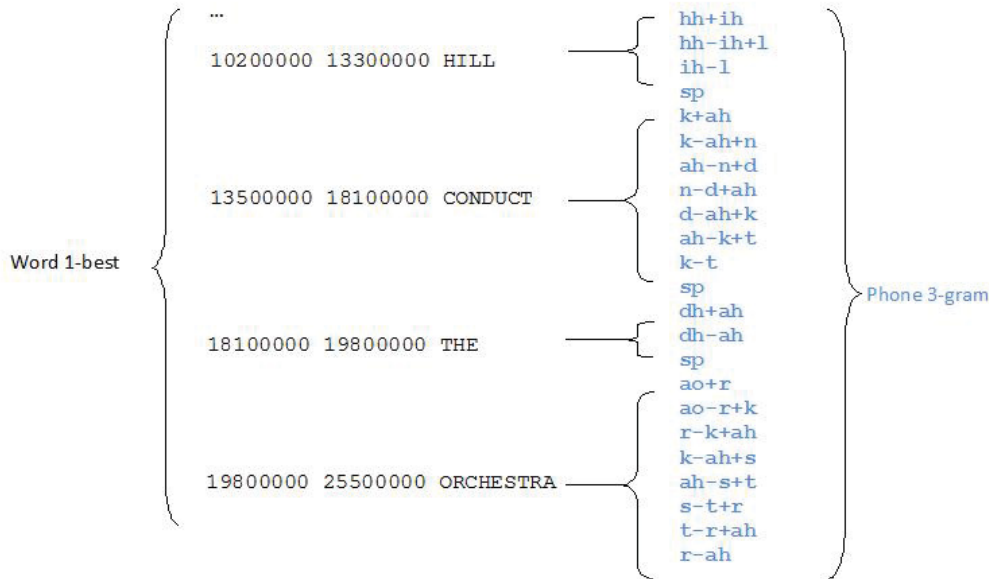 ...
10200000 13300000 HILL
hh+ih
hh-ih+l
ih-l
sp
13500000 18100000 CONDUCT
k+ah
k-ah+n
ah-n+d
n-d+ah
d-ah+k
ah-k+t
k-t
sp
Word 1-best
Phone 3-gram
18100000 19800000 THE
dh+ah
dh-ah
sp
19800000 25500000 ORCHESTRA
ao+r
ao-r+k
r-k+ah
k-ah+s
ah-s+t
s-t+r
t-r+ah
r-ah